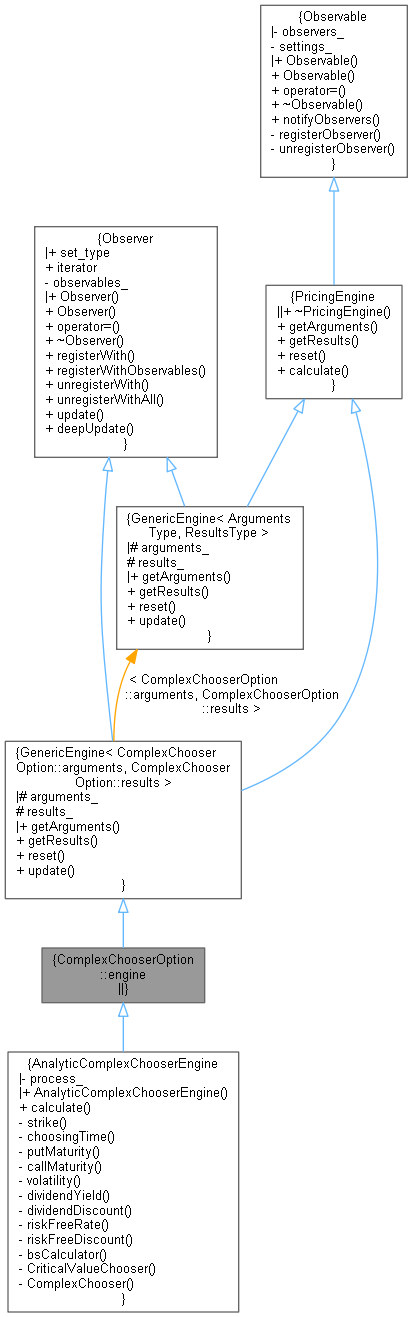 {Observable
|- observers_
- settings_
|+ Observable()
+ Observable()
+ operator=()
+ ~Observable()
+ notifyObservers()
- registerObserver()
- unregisterObserver()
}
{Observer
|+ set_type
+ iterator
- observables_
|+ Observer()
+ Observer()
+ operator=()
+ ~Observer()
+ registerWith()
+ registerWithObservables()
+ unregisterWith()
+ unregisterWithAll()
+ update()
+ deepUpdate()
}
{PricingEngine
||+ ~PricingEngine()
+ getArguments()
+ getResults()
+ reset()
+ calculate()
}
{GenericEngine< Arguments
Type, ResultsType >
|# arguments_
# results_
|+ getArguments()
+ getResults()
+ reset()
+ update()
}
< ComplexChooserOption
::arguments, ComplexChooserOption
::results >
{GenericEngine< ComplexChooser
Option::arguments, ComplexChooser
Option::results >
|# arguments_
# results_
|+ getArguments()
+ getResults()
+ reset()
+ update()
}
{ComplexChooserOption
::engine
||}
{AnalyticComplexChooserEngine
|- process_
|+ AnalyticComplexChooserEngine()
+ calculate()
- strike()
- choosingTime()
- putMaturity()
- callMaturity()
- volatility()
- dividendYield()
- dividendDiscount()
- riskFreeRate()
- riskFreeDiscount()
- bsCalculator()
- CriticalValueChooser()
- ComplexChooser()
}